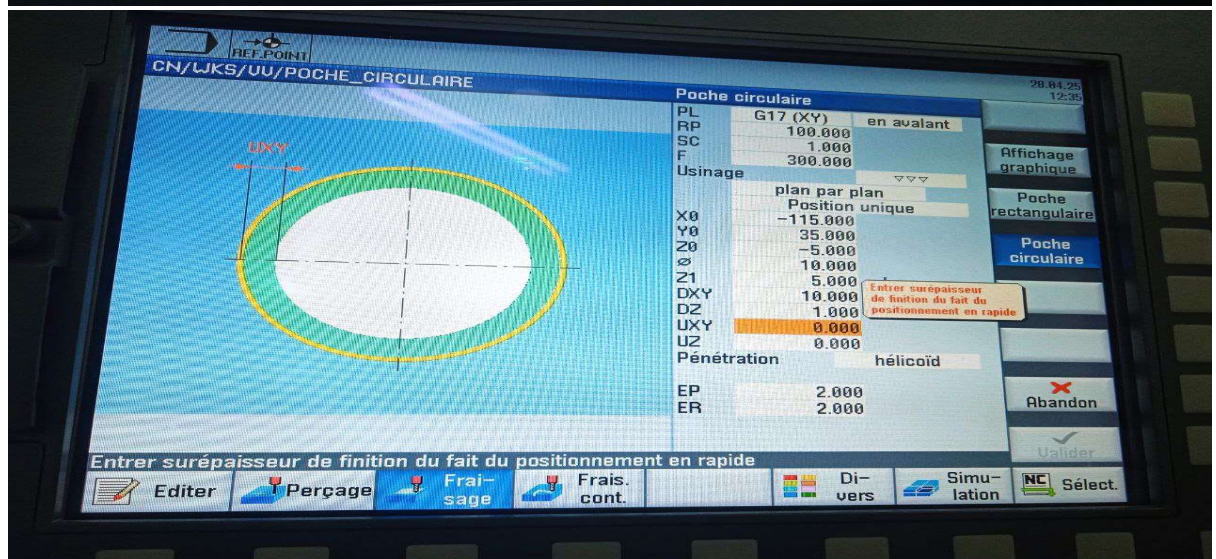 REF.POINT
CN/WKS/VV/POCHE_CIRCULAIRE
28.04.25
12:35
Poche circulaire
PL G17 (XY) en avalant
RP 100.000
SC 1.000
F 300.000
Usinage ▽▽▽
plan par plan
Position unique
X0 -115.000
Y0 35.000
Z0 -5.000
ø 10.000
Z1 5.000
DXY 10.000
DZ 1.000
UXY 0.000
UZ 0.000
Pénétration hélicoïd
EP 2.000
ER 2.000
UXY
Entrer surépaisseur
de finition du fait du
positionnement en rapide
Affichage
graphique
Poche
rectangulaire
Poche
circulaire
Abandon
Valider
Entrer surépaisseur de finition du fait du positionnement en rapide
Editer
Perçage
Frai-
sage
Frais.
cont.
Di-
vers
Simu-
lation
NC Sélect.